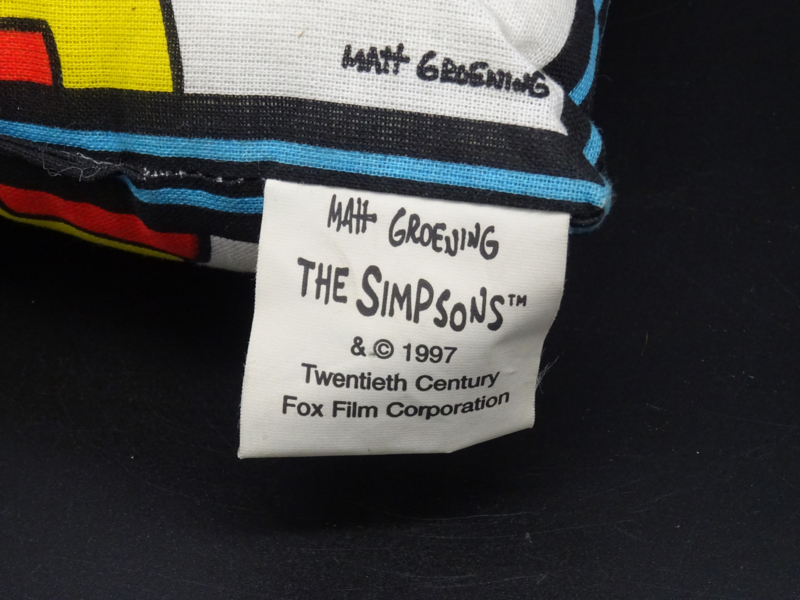 MATT GROENING
MATT GROENING
THE SIMPSONS™
& © 1997
Twentieth Century
Fox Film Corporation